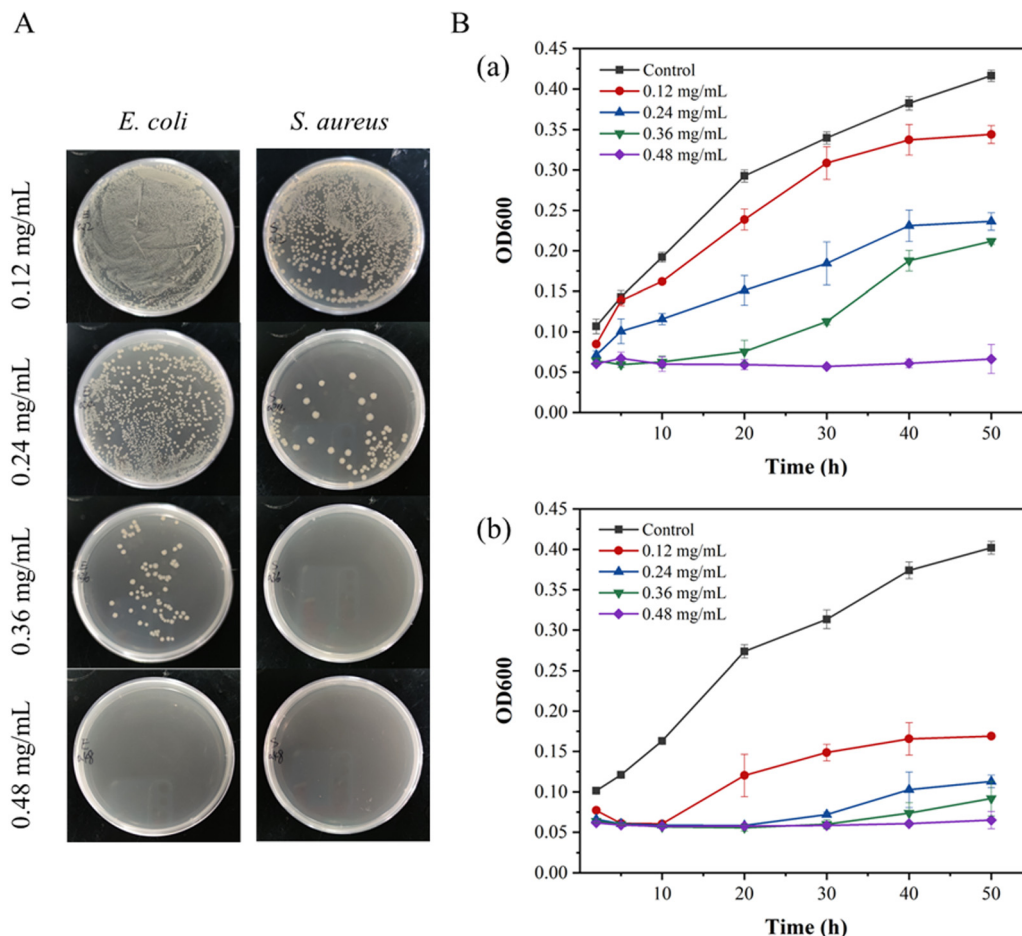 A
E. coli
S. aureus
0.12 mg/mL
0.24 mg/mL
0.36 mg/mL
0.48 mg/mL
B
(a)
0.45
0.40
0.35
0.30
0.25
0.20
0.15
0.10
0.05
0.00
OD600
Control
0.12 mg/mL
0.24 mg/mL
0.36 mg/mL
0.48 mg/mL
10 20 30 40 50
Time (h)
(b)
0.45
0.40
0.35
0.30
0.25
0.20
0.15
0.10
0.05
0.00
OD600
Control
0.12 mg/mL
0.24 mg/mL
0.36 mg/mL
0.48 mg/mL
10 20 30 40 50
Time (h)